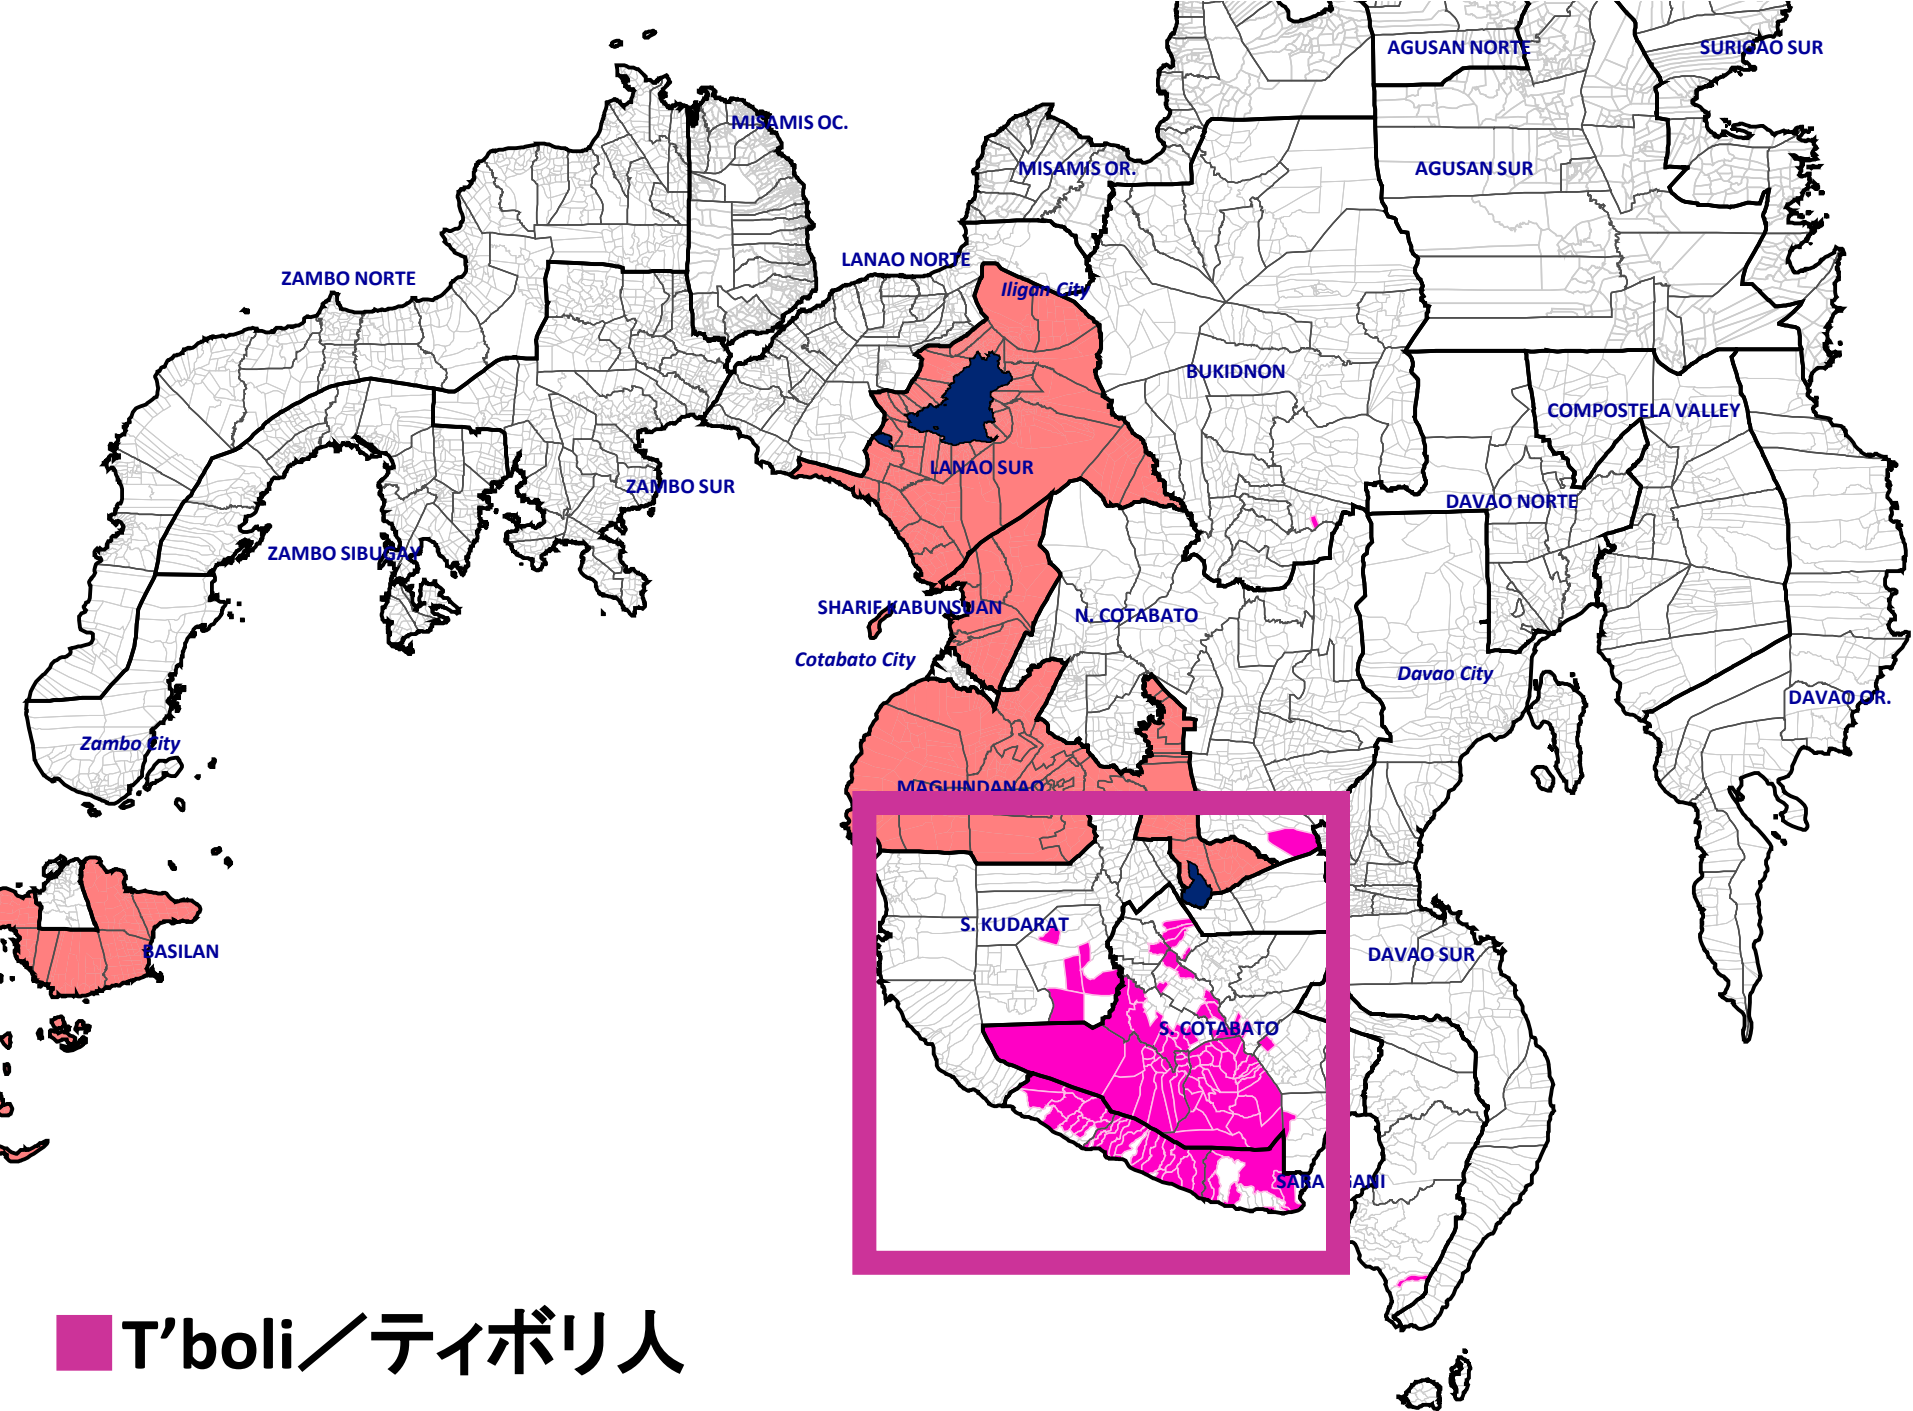 AGUSAN NORTE
SURIGAO SUR
MISAMIS OC.
MISAMIS OR.
AGUSAN SUR
LANAO NORTE
ZAMBO NORTE
Iligan City
BUKIDNON
COMPOSTELA VALLEY
LANAO SUR
ZAMBO SUR
DAVAO NORTE
ZAMBO SIBUGAY
SHARIF KABUNSUAN
N. COTABATO
Cotabato City
Davao City
DAVAO OR.
Zambo City
MAGUINDANAO
S. KUDARAT
BASILAN
DAVAO SUR
S. COTABATO
SARANGANI
T’boli／ティボリ人